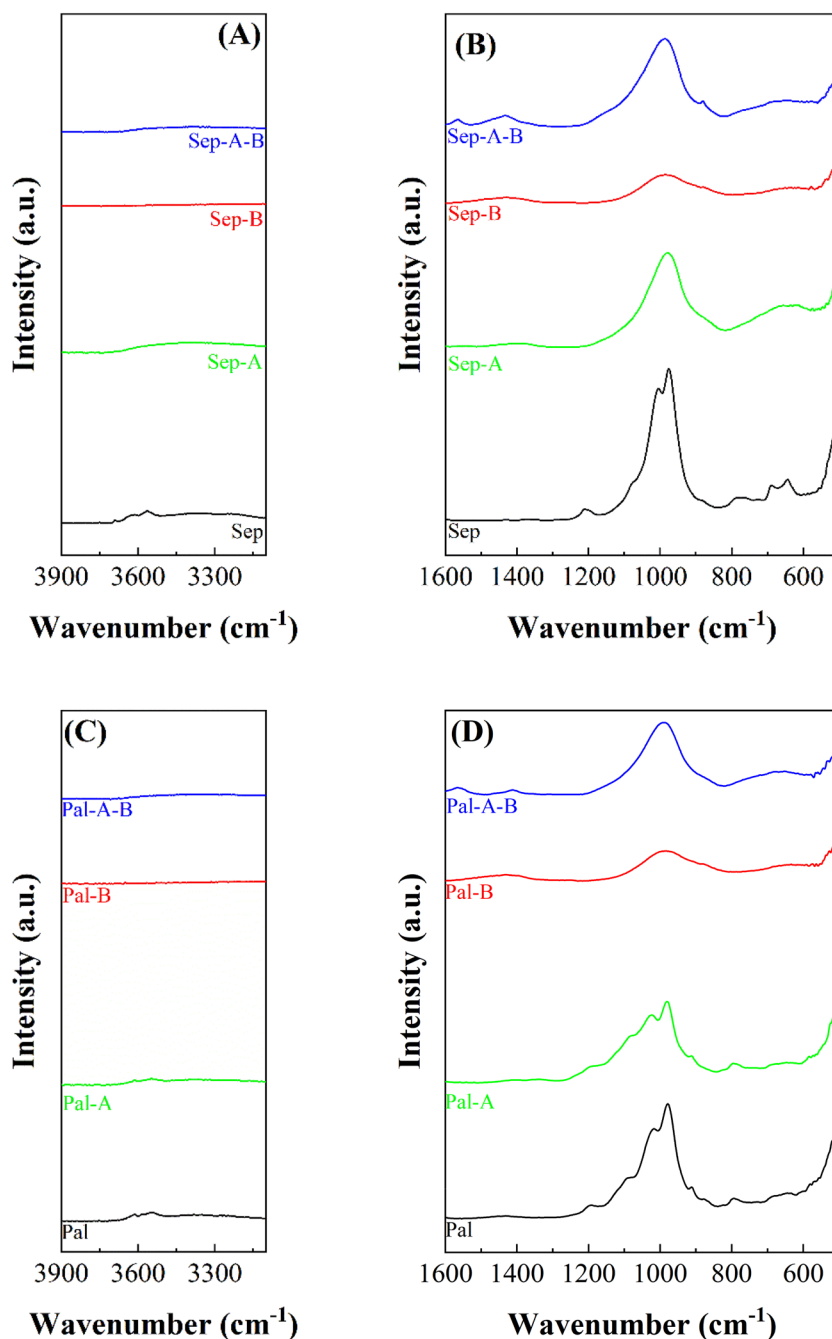 (A)
Sep-A-B
Sep-B
Sep-A
Sep
Intensity (a.u.)
3900 3600 3300
Wavenumber (cm⁻¹)
(B)
Sep-A-B
Sep-B
Sep-A
Sep
Intensity (a.u.)
1600 1400 1200 1000 800 600
Wavenumber (cm⁻¹)
(C)
Pal-A-B
Pal-B
Pal-A
Pal
Intensity (a.u.)
3900 3600 3300
Wavenumber (cm⁻¹)
(D)
Pal-A-B
Pal-B
Pal-A
Pal
Intensity (a.u.)
1600 1400 1200 1000 800 600
Wavenumber (cm⁻¹)